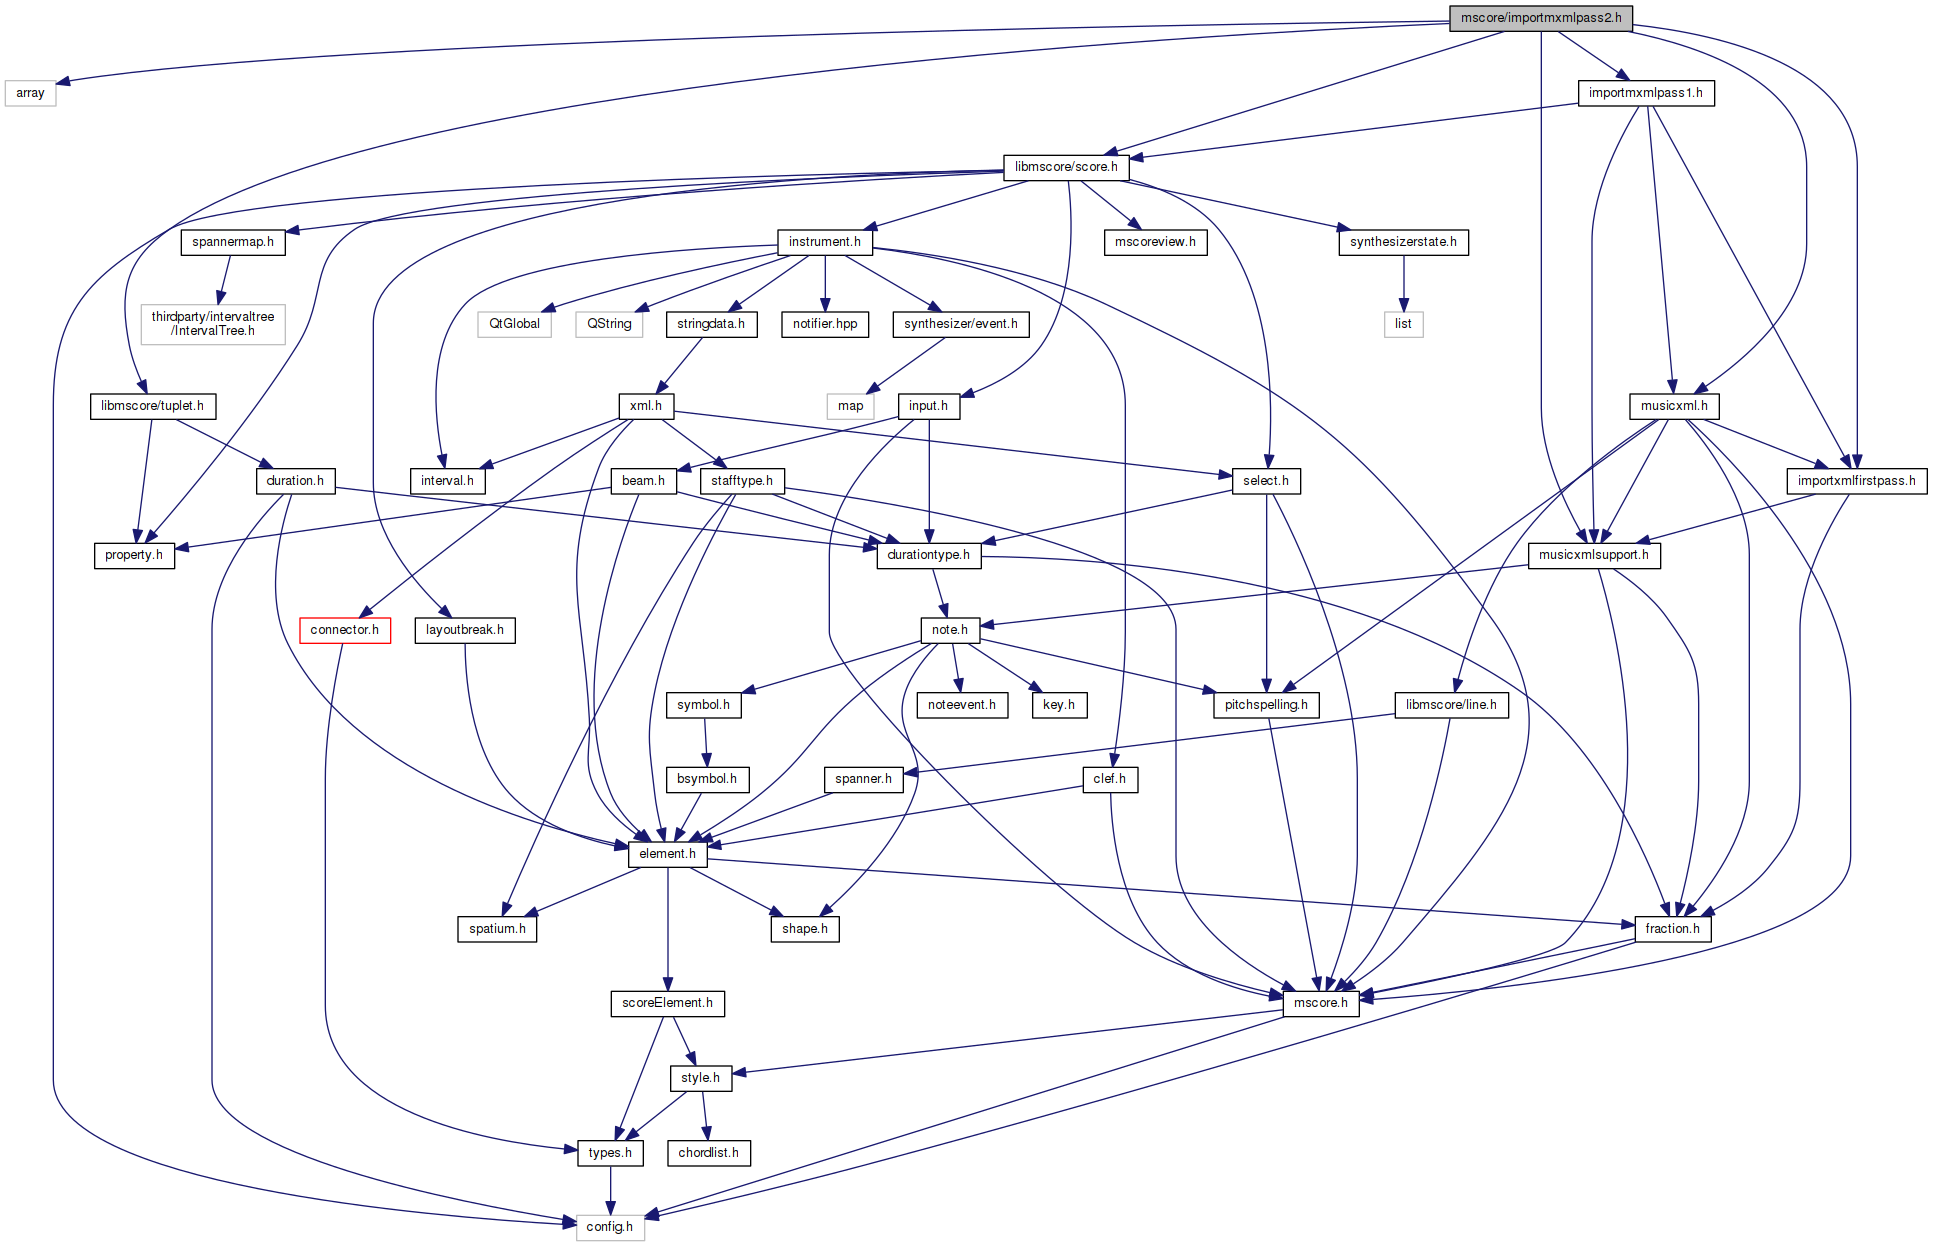 mscore/importmxmlpass2.h
array
importmxmlpass1.h
libmscore/score.h
spannermap.h
instrument.h
mscoreview.h
synthesizerstate.h
thirdparty/intervaltree
/IntervalTree.h
QtGlobal
QString
stringdata.h
notifier.hpp
synthesizer/event.h
list
libmscore/tuplet.h
xml.h
map
input.h
musicxml.h
duration.h
interval.h
beam.h
stafftype.h
select.h
importxmlfirstpass.h
property.h
durationtype.h
musicxmlsupport.h
connector.h
layoutbreak.h
note.h
symbol.h
noteevent.h
key.h
pitchspelling.h
libmscore/line.h
bsymbol.h
spanner.h
clef.h
element.h
spatium.h
shape.h
fraction.h
scoreElement.h
mscore.h
style.h
types.h
chordlist.h
config.h